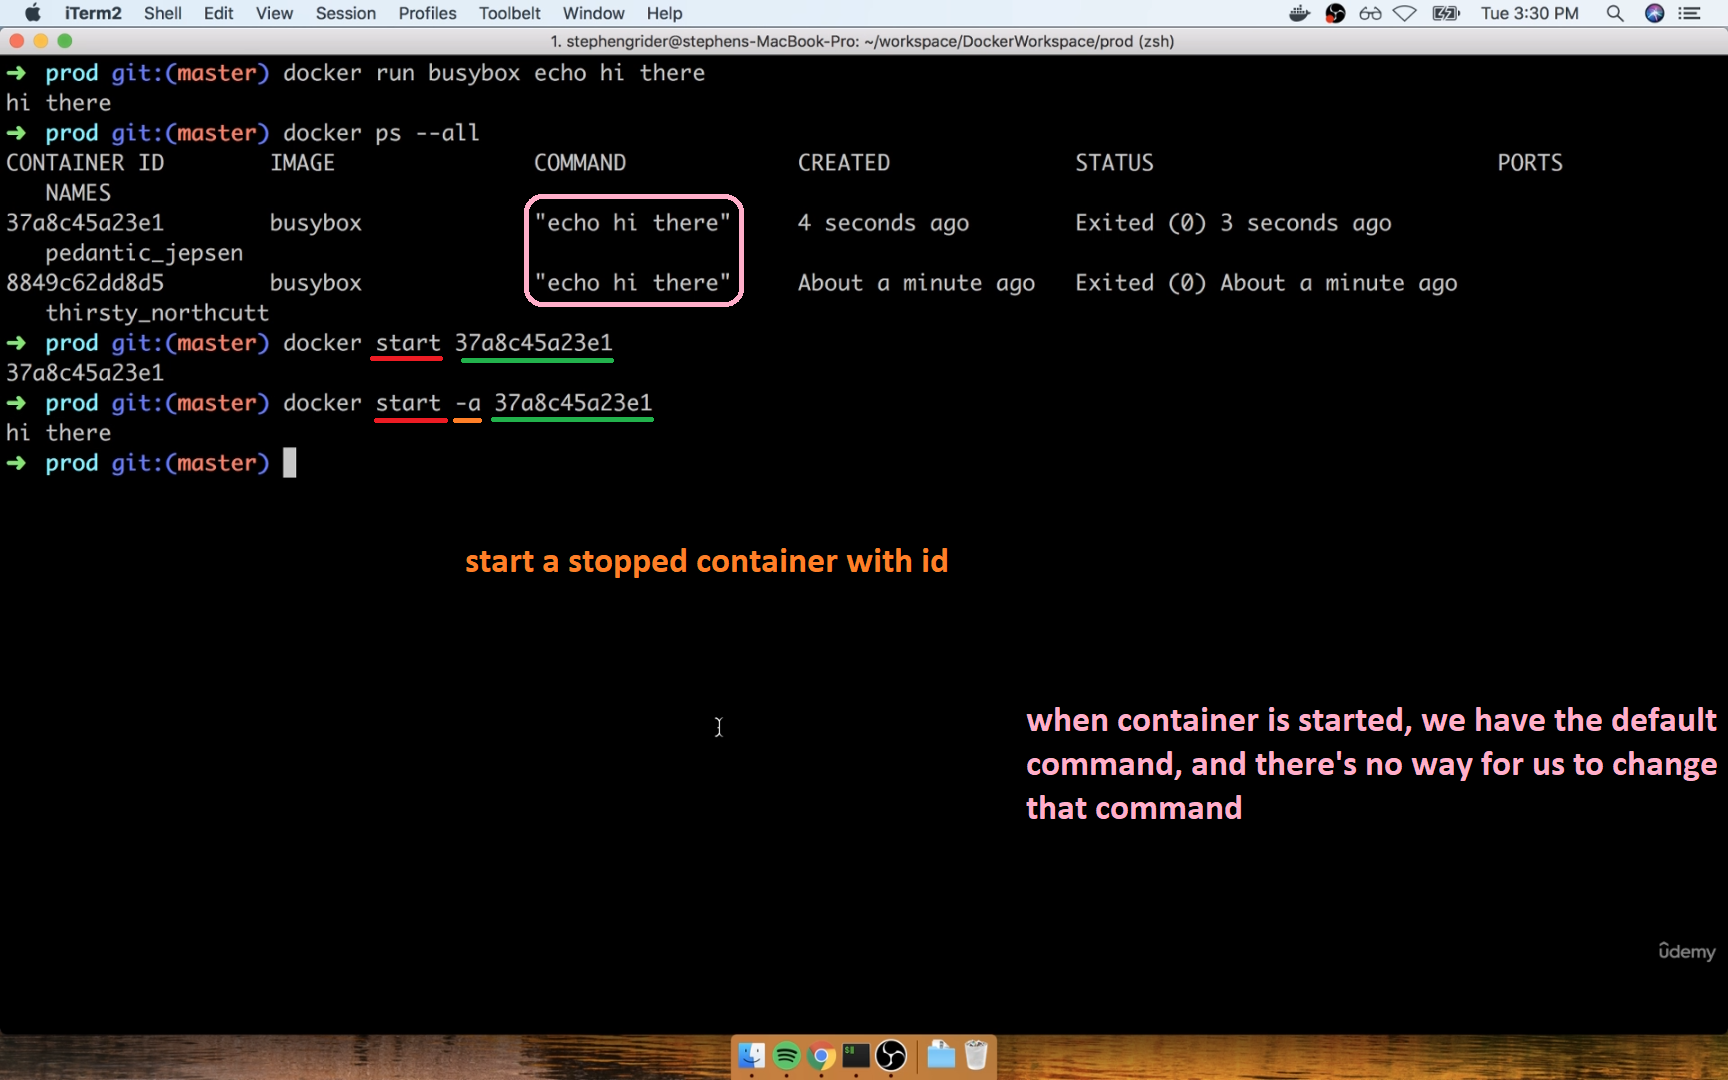 iTerm2 Shell Edit View Session Profiles Toolbelt Window Help Tue 3:30 PM
1. stephengrider@stephens-MacBook-Pro: ~/workspace/DockerWorkspace/prod (zsh)
➜ prod git:(master) docker run busybox echo hi there
hi there
➜ prod git:(master) docker ps --all
CONTAINER ID IMAGE COMMAND CREATED STATUS PORTS
NAMES
37a8c45a23e1 busybox "echo hi there" 4 seconds ago Exited (0) 3 seconds ago
pedantic_jepsen
8849c62dd8d5 busybox "echo hi there" About a minute ago Exited (0) About a minute ago
thirsty_northcutt
➜ prod git:(master) docker start 37a8c45a23e1
37a8c45a23e1
➜ prod git:(master) docker start -a 37a8c45a23e1
hi there
➜ prod git:(master)
start a stopped container with id
when container is started, we have the default
command, and there's no way for us to change
that command
ûdemy